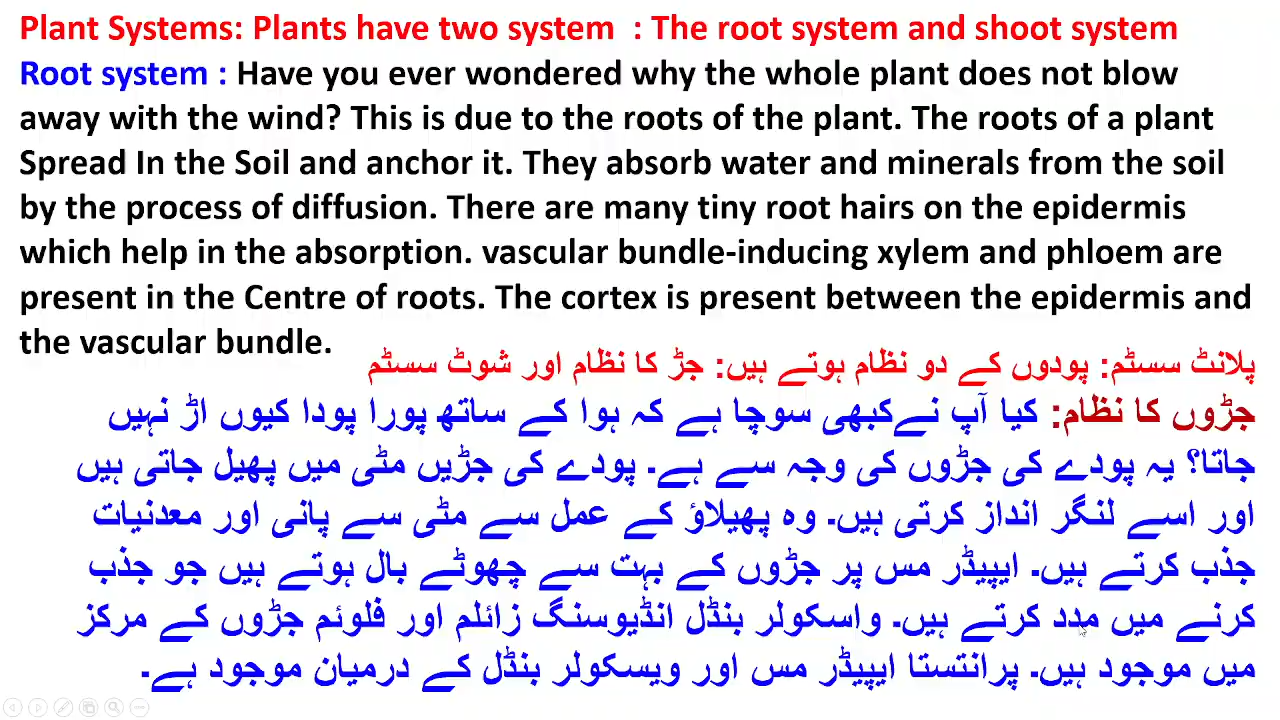 Plant Systems: Plants have two system : The root system and shoot system
Root system : Have you ever wondered why the whole plant does not blow
away with the wind? This is due to the roots of the plant. The roots of a plant
Spread In the Soil and anchor it. They absorb water and minerals from the soil
by the process of diffusion. There are many tiny root hairs on the epidermis
which help in the absorption. vascular bundle-inducing xylem and phloem are
present in the Centre of roots. The cortex is present between the epidermis and
the vascular bundle.
پلانٹ سسٹم: پودوں کے دو نظام ہوتے ہیں: جڑ کا نظام اور شوٹ سسٹم
جڑوں کا نظام: کیا آپ نےکبھی سوچا ہے کہ ہوا کے ساتھ پورا پودا کیوں اڑ نہیں
جاتا؟ یہ پودے کی جڑوں کی وجہ سے ہے۔ پودے کی جڑیں مٹی میں پھیل جاتی ہیں
اور اسے لنگر انداز کرتی ہیں۔ وہ پھیلاؤ کے عمل سے مٹی سے پانی اور معدنیات
جذب کرتے ہیں۔ ایپیڈر مس پر جڑوں کے بہت سے چھوٹے بال ہوتے ہیں جو جذب
کرنے میں مدد کرتے ہیں۔ واسکولر بنڈل انڈیوسنگ زائلم اور فلوئم جڑوں کے مرکز
میں موجود ہیں۔ پرانتستا ایپیڈر مس اور ویسکولر بنڈل کے درمیان موجود ہے۔